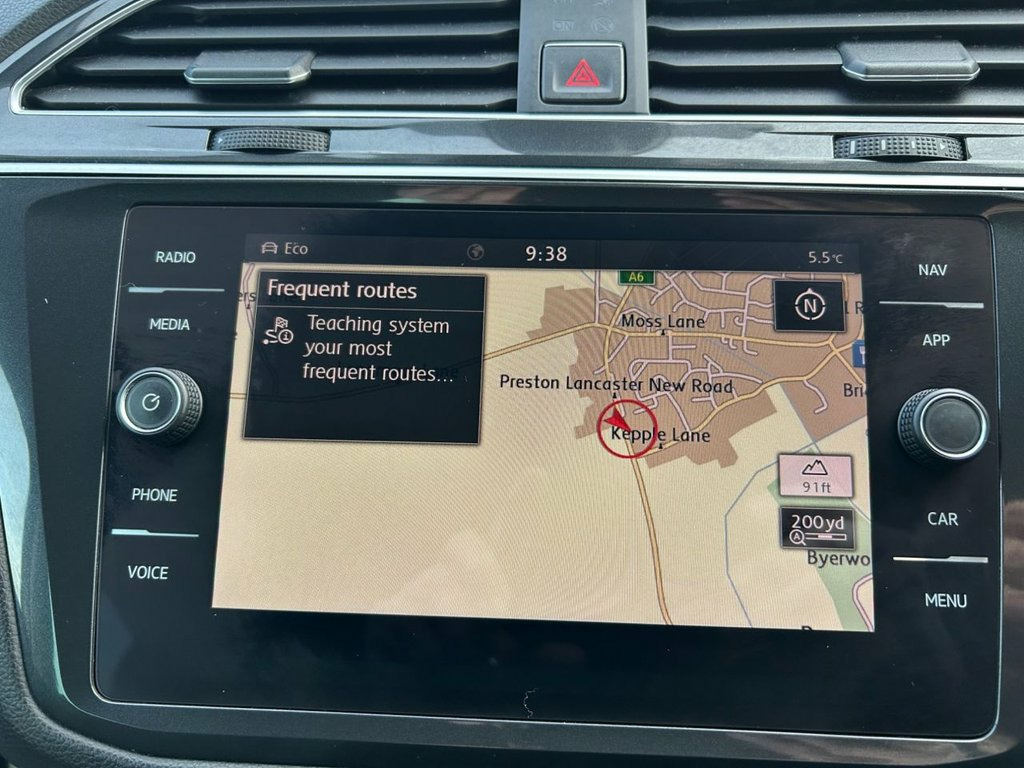 RADIO
MEDIA
PHONE
VOICE
Eco
9:38
5.5°C
Frequent routes
Teaching system
your most
frequent routes...
A6
Moss Lane
N
Preston Lancaster New Road
Kepple Lane
91ft
200yd
A
Byerwo
NAV
APP
CAR
MENU